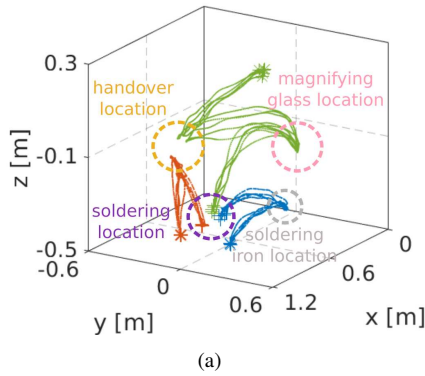 0.3
handover
location
magnifying
glass location
z [m]
-0.1
soldering
location
soldering
iron location
-0.5
-0.6
0
0.6
1.2
0.6
0
y [m]
x [m]
(a)